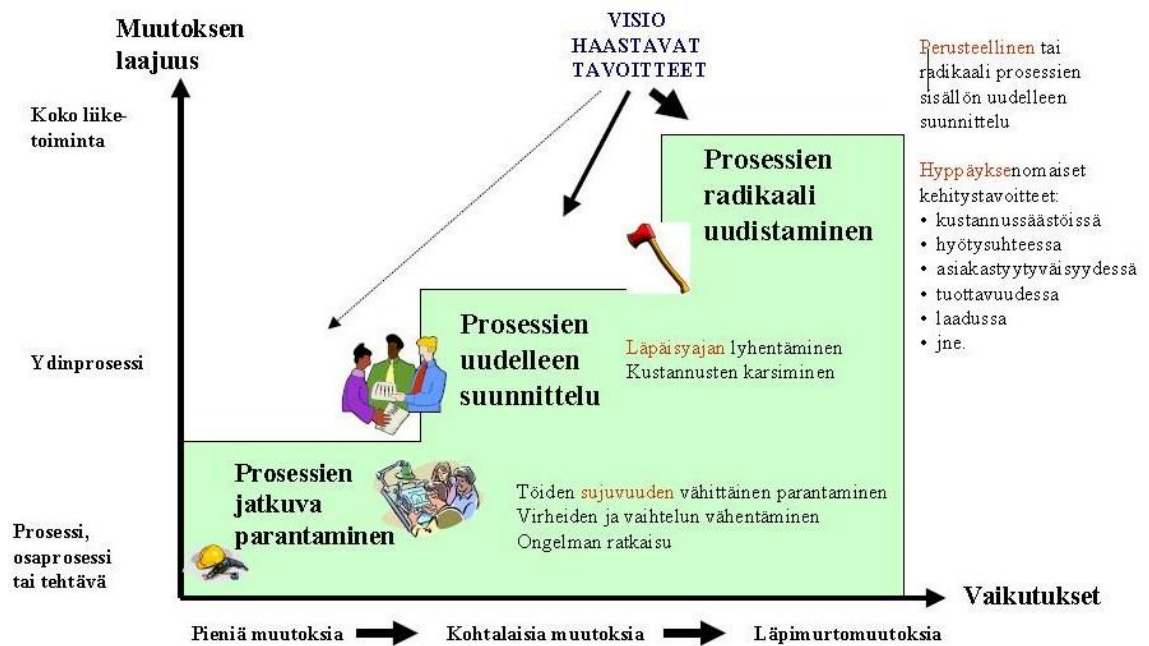 Muutoksen
laajuus
VISIO
HAASTAVAT
TAVOITTEET
Perusteellinen tai
radikaali prosessien
sisällön uudelleen
suunnittelu
Koko liike-
toiminta
Prosessien
radikaali
uudistaminen
Hyppäyksenomaiset
kehitystavoitteet:
• kustannussäästöissä
• hyötysuhteessa
• asiakastyytyväisyydessä
• tuottavuudessa
• laadussa
• jne.
Ydinprosessi
Prosessien
uudelleen
suunnittelu
Läpäisyajan lyhentäminen
Kustannusten karsiminen
Prosessien
jatkuva
parantaminen
Töiden sujuvuuden vähittäinen parantaminen
Virheiden ja vaihtelun vähentäminen
Ongelman ratkaisu
Prosessi,
osaprosessi
tai tehtävä
Vaikutukset
Pieniä muutoksia
Kohtalaisia muutoksia
Läpimurtomuutoksia